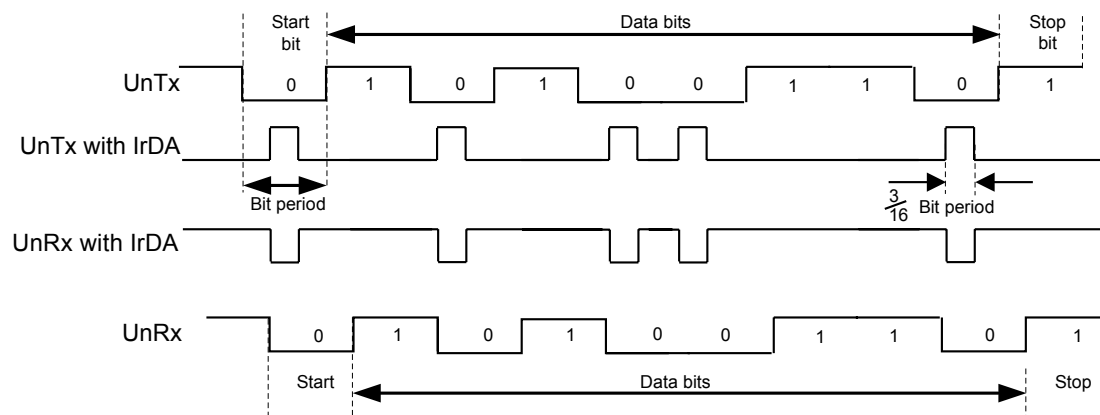 Start
bit
Data bits
Stop
bit
UnTx
0 1 0 1 0 0 1 1 0 1
UnTx with IrDA
Bit period
3/16 Bit period
UnRx with IrDA
UnRx
0 1 0 1 0 0 1 1 0 1
Start
Data bits
Stop